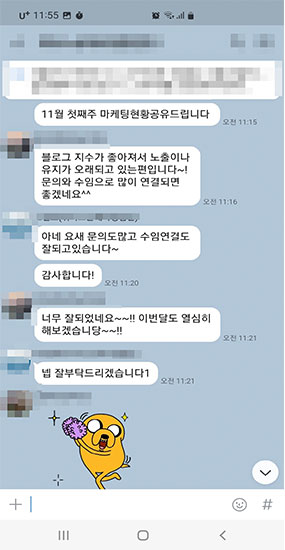 U+ 11:55
11월 첫째주 마케팅현황공유드립니다
오전 11:15
블로그 지수가 좋아져서 노출이나
유지가 오래되고 있는편입니다~!
문의와 수임으로 많이 연결되면
좋겠네요^^
오전 11:16
아네 요새 문의도많고 수임연결도
잘되고있습니다~
감사합니다!
오전 11:20
너무 잘되었네요~~!! 이번달도 열심히
해보겠습니당~~!!
오전 11:21
넵 잘부탁드리겠습니다1
오전 11:21
#